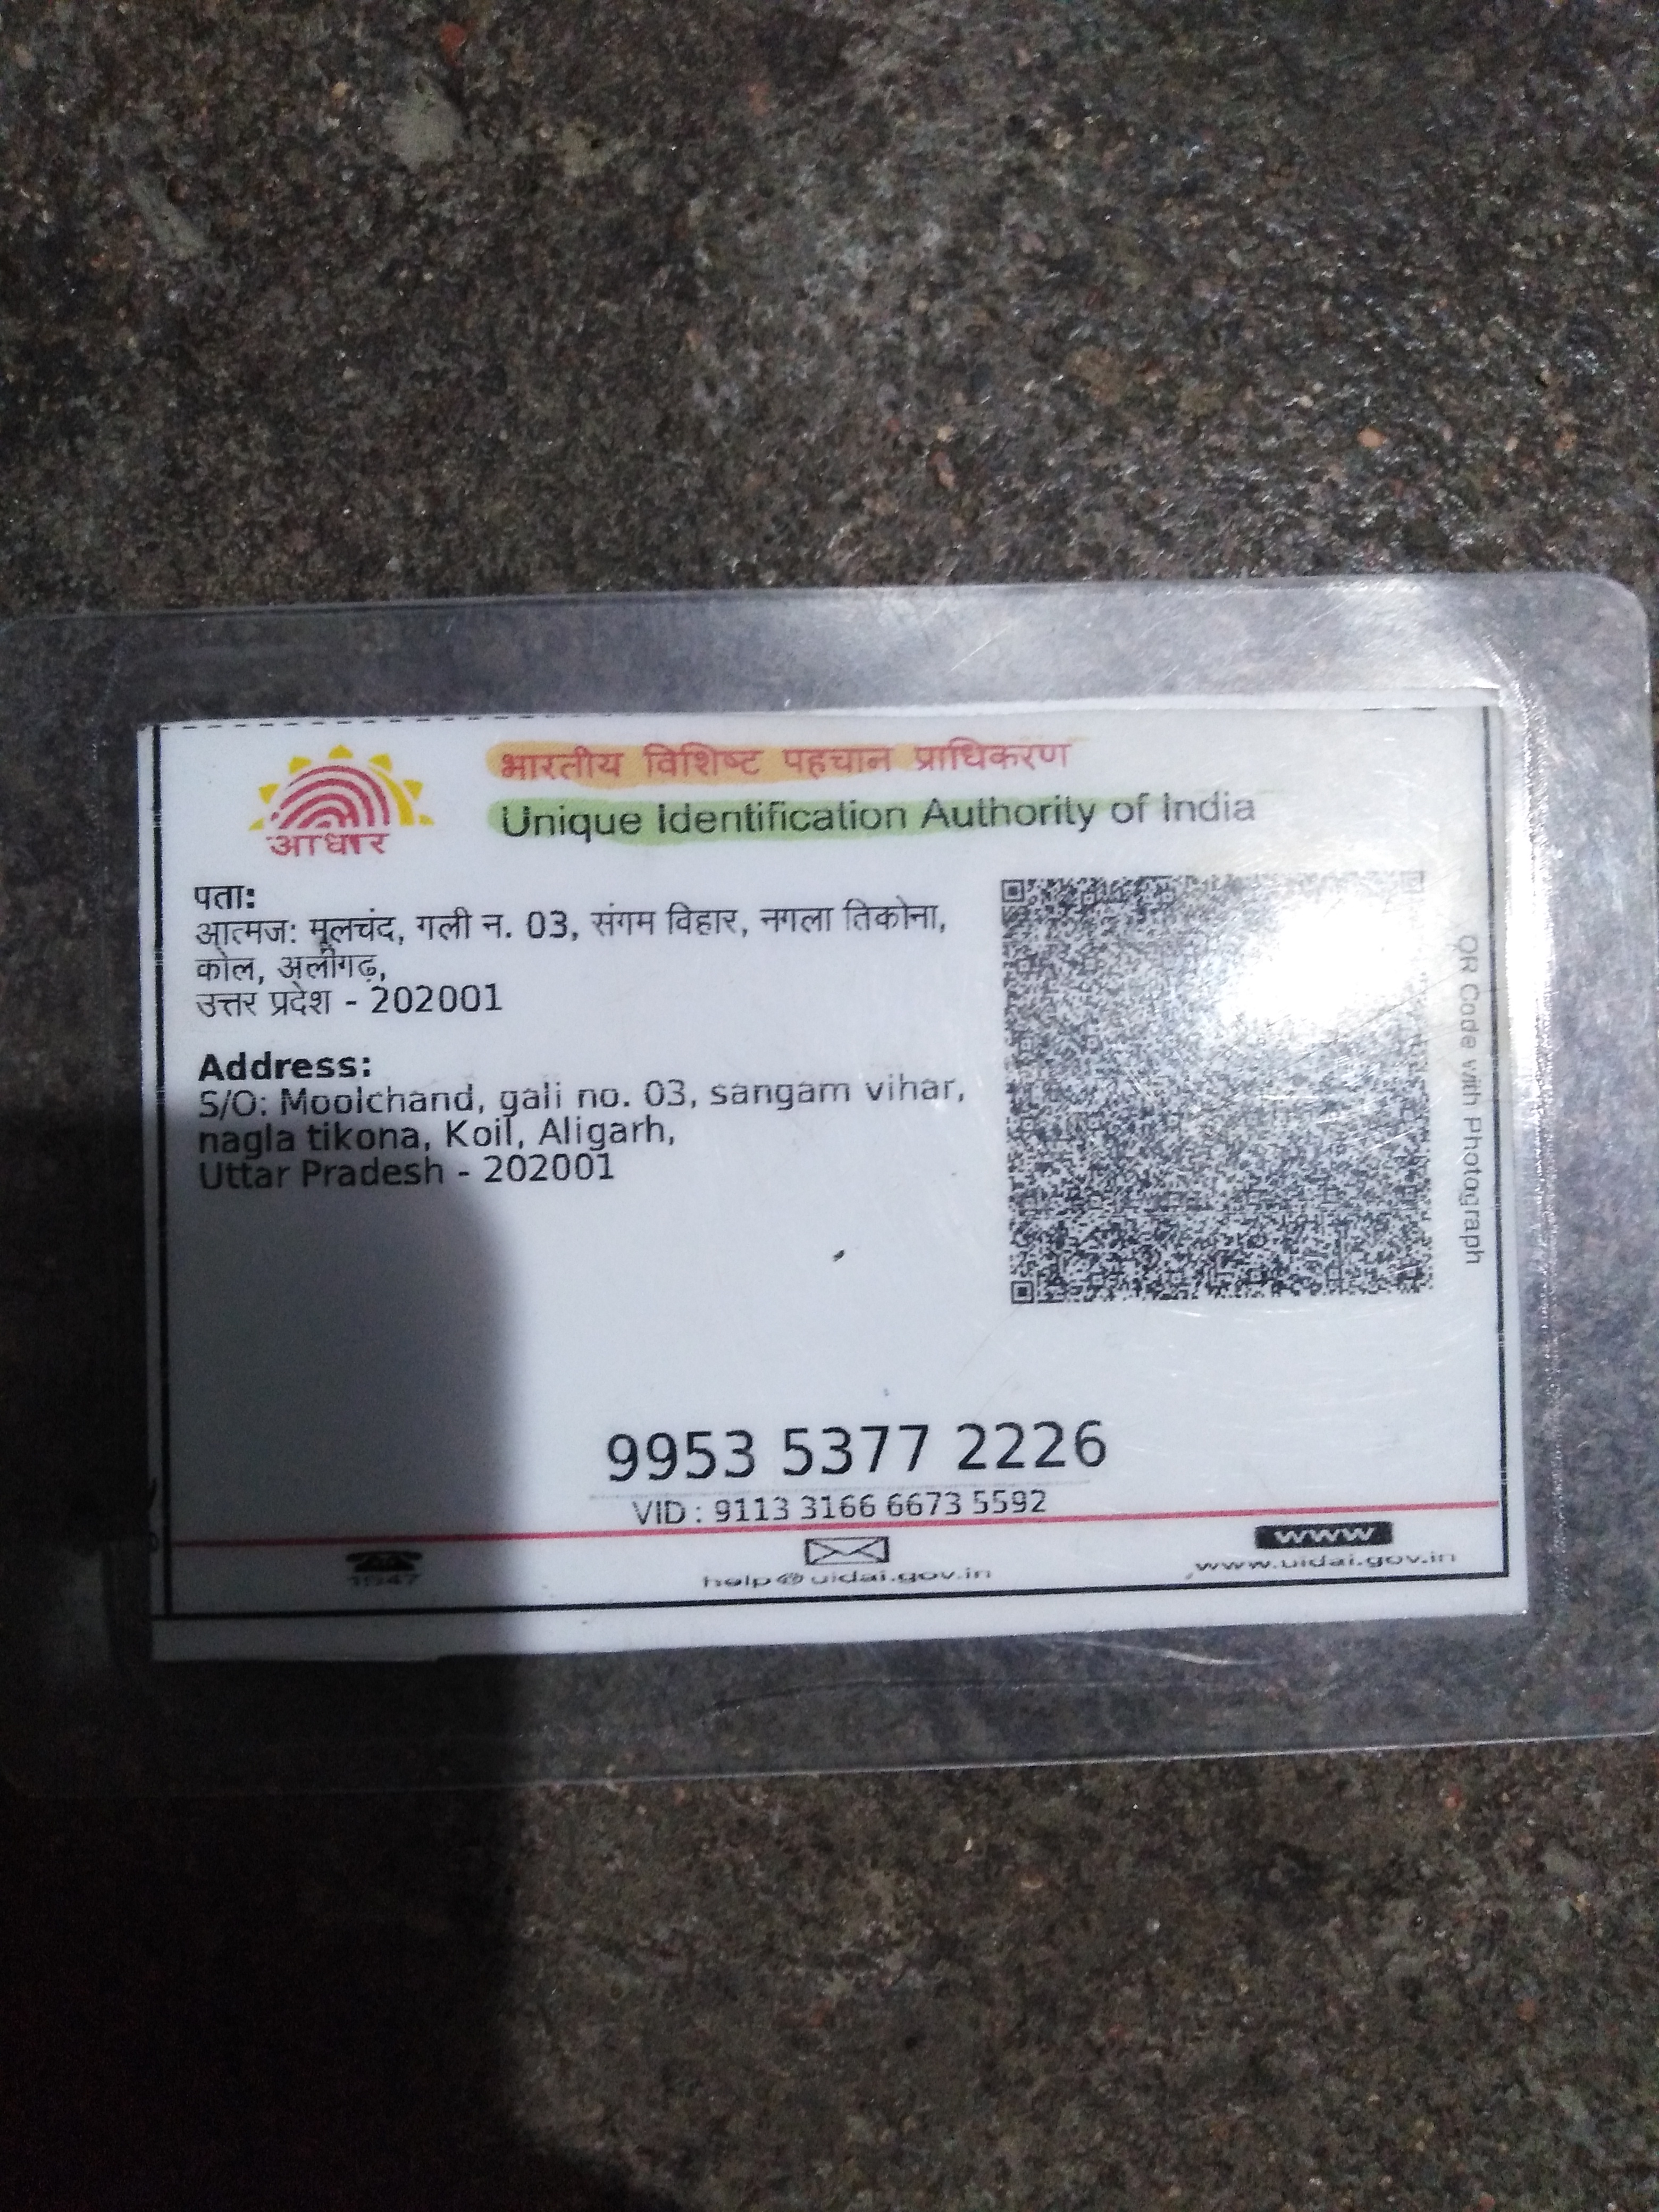 आधार
भारतीय विशिष्ट पहचान प्राधिकरण
Unique Identification Authority of India
पता:
आत्मज: मूलचंद, गली न. 03, संगम विहार, नगला तिकोना,
कोल, अलीगढ़,
उत्तर प्रदेश - 202001
Address:
S/O: Moolchand, gali no. 03, sangam vihar,
nagla tikona, Koil, Aligarh,
Uttar Pradesh - 202001
QR Code with Photograph
9953 5377 2226
VID : 9113 3166 6673 5592
1947
help@uidai.gov.in
www
www.uidai.gov.in